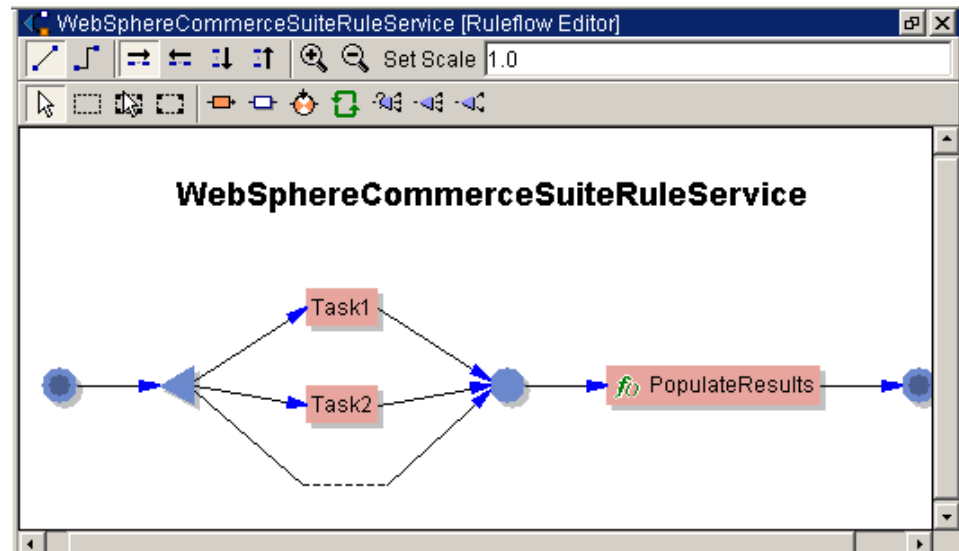 WebSphereCommerceSuiteRuleService [Ruleflow Editor]
Set Scale 1.0
WebSphereCommerceSuiteRuleService
Task1
Task2
f() PopulateResults